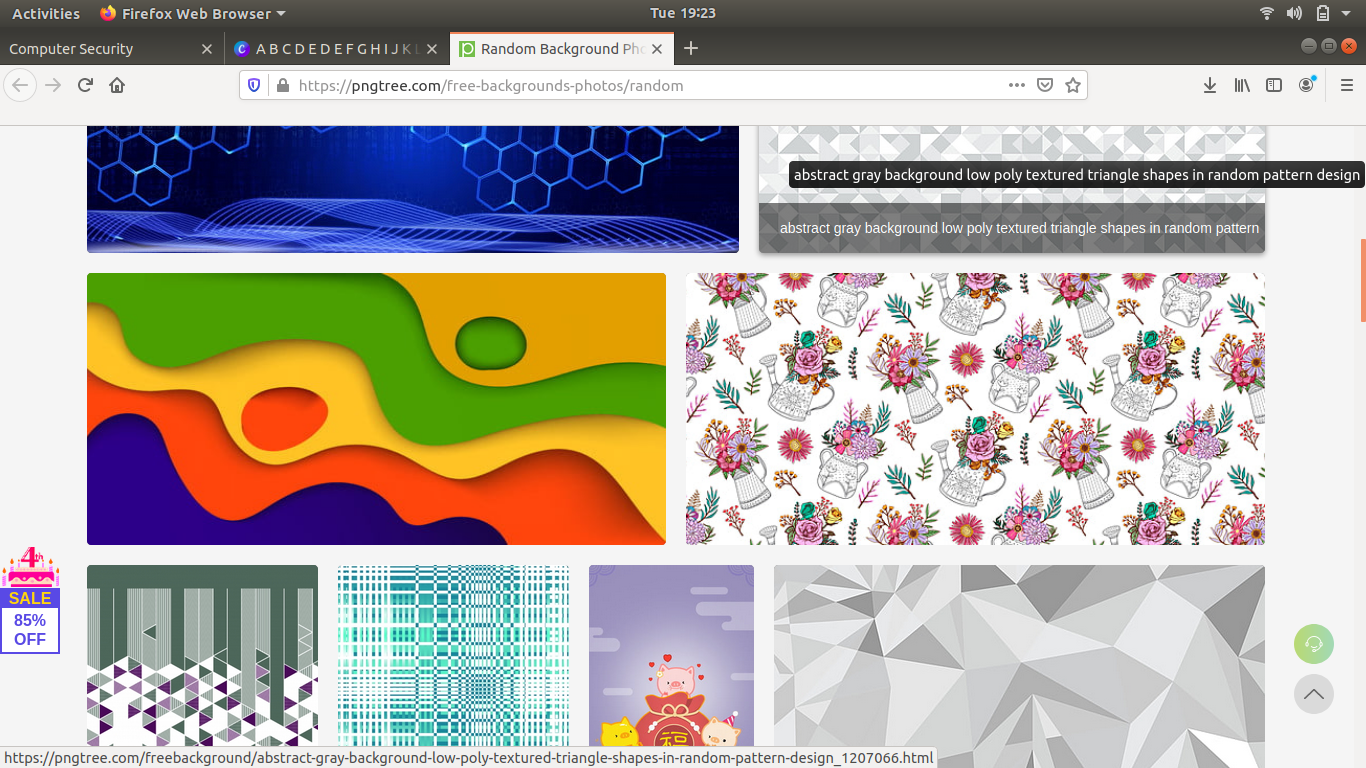 Activities Firefox Web Browser Tue 19:23
Computer Security A B C D E D E F G H I J K L Random Background Pho
https://pngtree.com/free-backgrounds-photos/random
abstract gray background low poly textured triangle shapes in random pattern design
abstract gray background low poly textured triangle shapes in random pattern
4th
SALE
85%
OFF
福
https://pngtree.com/freebackground/abstract-gray-background-low-poly-textured-triangle-shapes-in-random-pattern-design_1207066.html